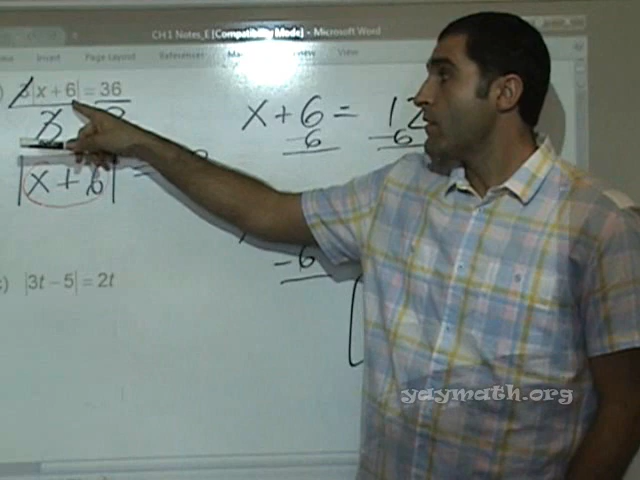 CH 1 Notes_E [Compatibility Mode] - Microsoft Word
Insert Page Layout References View
) 3|x + 6| = 36
3
|x + 6| =
x + 6 = 12
- 6 - 6
- 6
c) |3t − 5| = 2t
yaymath.org